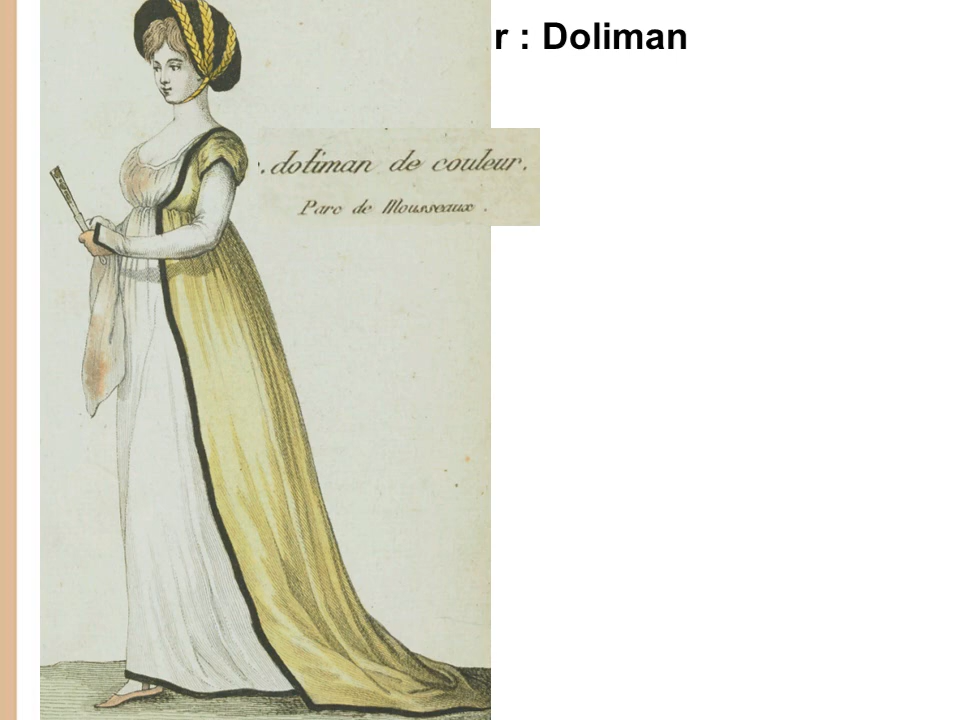 r : Doliman
. doliman de couleur.
Parc de Mousseaux .